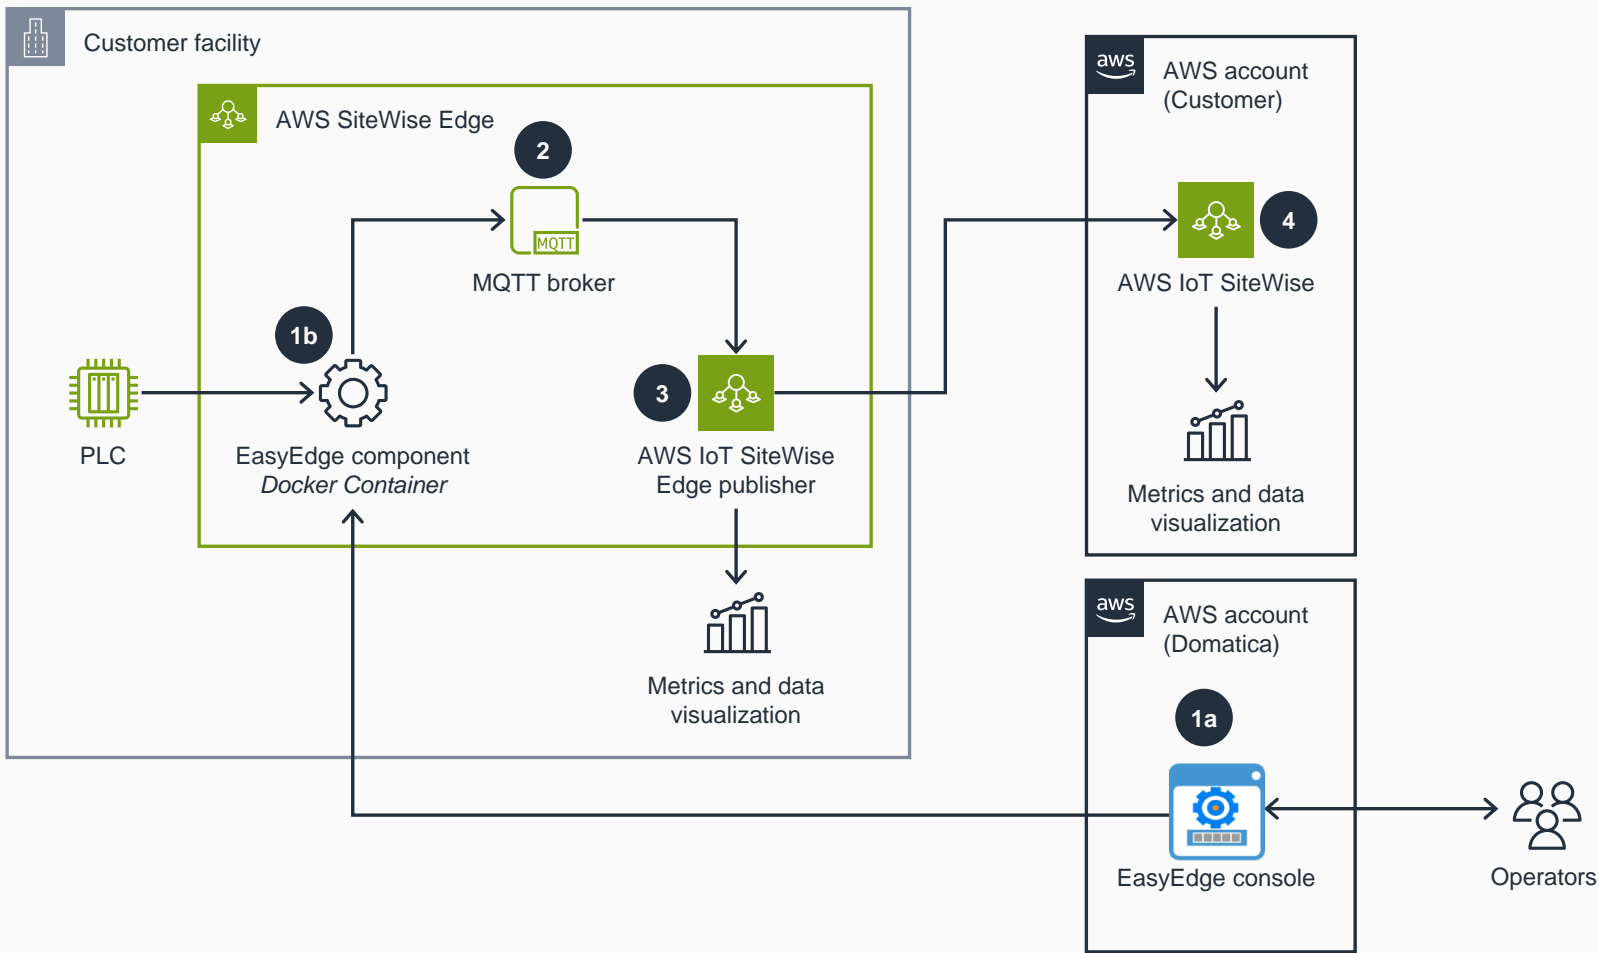 Customer facility
AWS SiteWise Edge
2
MQTT
MQTT broker
1b
PLC
EasyEdge component
Docker Container
3
AWS IoT SiteWise
Edge publisher
Metrics and data
visualization
aws
AWS account
(Customer)
4
AWS IoT SiteWise
Metrics and data
visualization
aws
AWS account
(Domatica)
1a
EasyEdge console
Operators